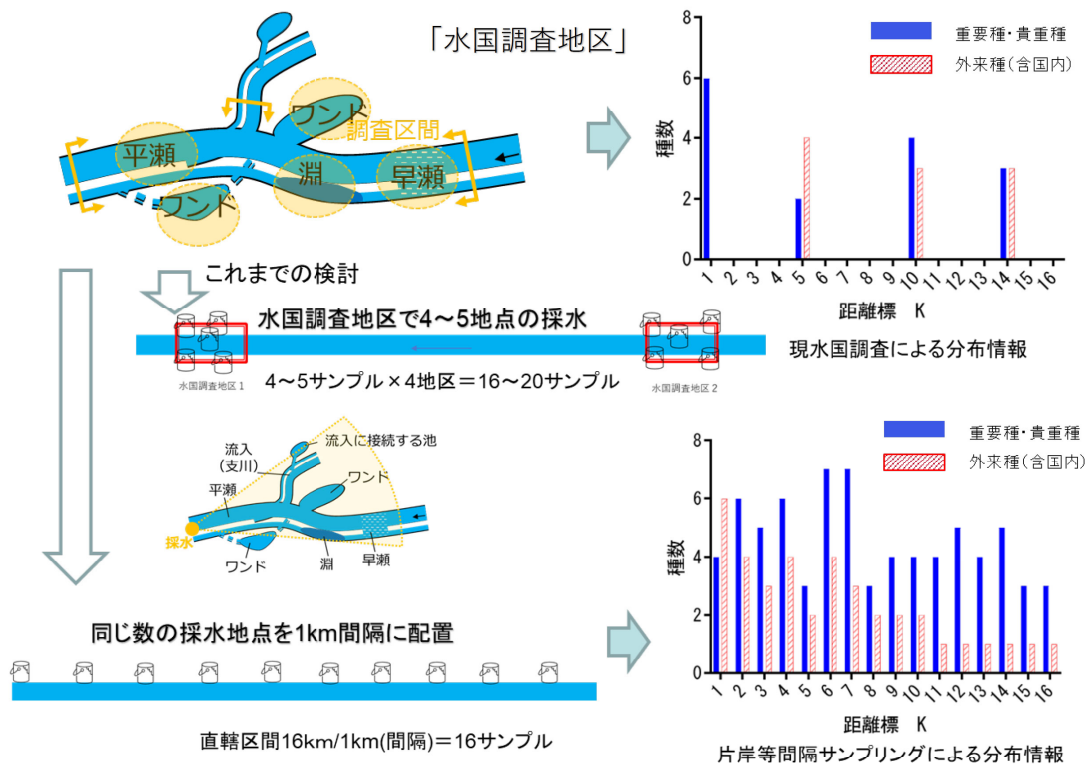 「水国調査地区」
ワンド
調査区間
平瀬
淵
早瀬
ワンド
重要種・貴重種
外来種(含国内)
種数
8
6
4
2
0
1 2 3 4 5 6 7 8 9 10 11 12 13 14 15 16
距離標 K
現水国調査による分布情報
これまでの検討
水国調査地区で4~5地点の採水
水国調査地区1
4~5サンプル×4地区=16~20サンプル
水国調査地区2
流入に接続する池
流入
(支川)
平瀬
ワンド
採水
ワンド
淵
早瀬
同じ数の採水地点を1km間隔に配置
直轄区間16km/1km(間隔)=16サンプル
重要種・貴重種
外来種(含国内)
種数
8
6
4
2
0
1 2 3 4 5 6 7 8 9 10 11 12 13 14 15 16
距離標 K
片岸等間隔サンプリングによる分布情報